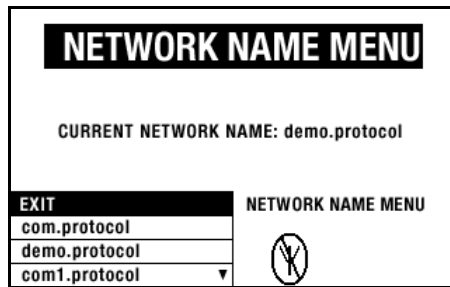 NETWORK NAME MENU
CURRENT NETWORK NAME: demo.protocol
EXIT
com.protocol
demo.protocol
com1.protocol
NETWORK NAME MENU